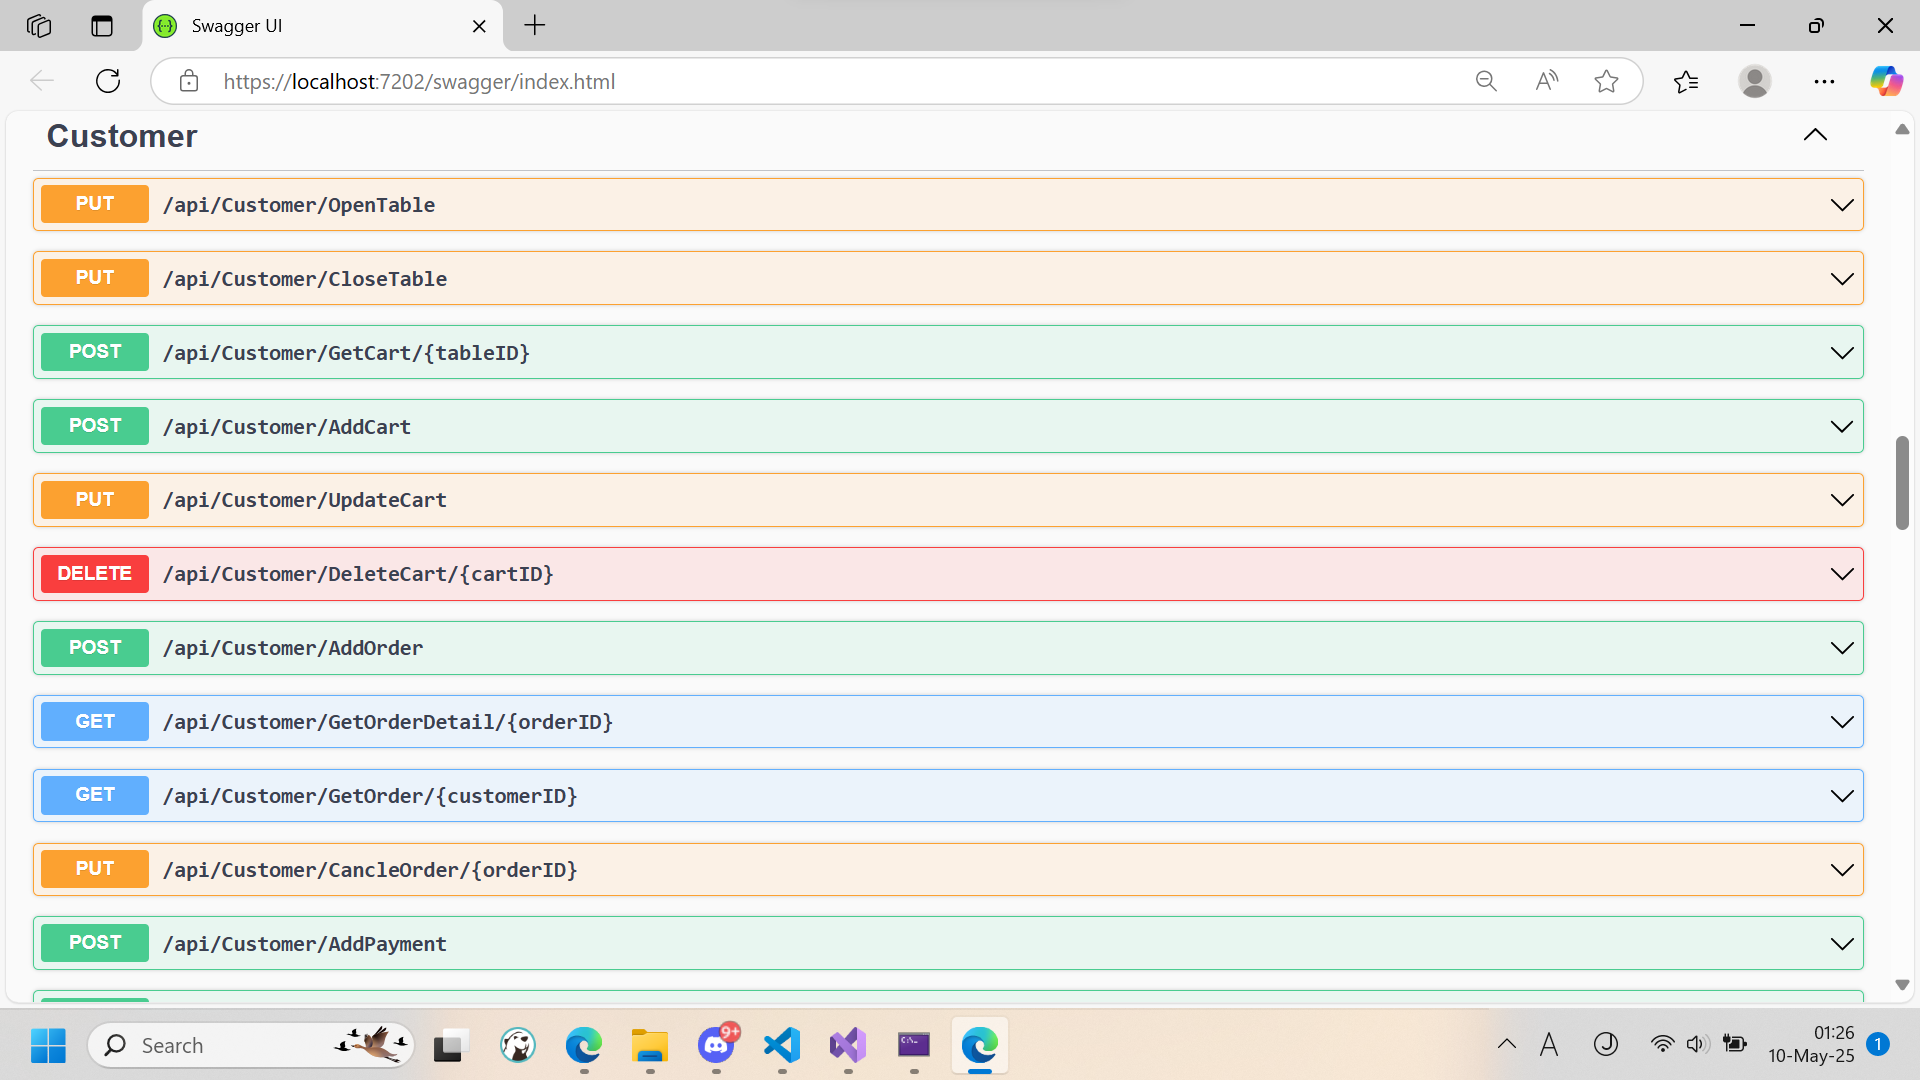 Swagger UI
https://localhost:7202/swagger/index.html
Customer
PUT /api/Customer/OpenTable
PUT /api/Customer/CloseTable
POST /api/Customer/GetCart/{tableID}
POST /api/Customer/AddCart
PUT /api/Customer/UpdateCart
DELETE /api/Customer/DeleteCart/{cartID}
POST /api/Customer/AddOrder
GET /api/Customer/GetOrderDetail/{orderID}
GET /api/Customer/GetOrder/{customerID}
PUT /api/Customer/CancleOrder/{orderID}
POST /api/Customer/AddPayment
Search
9+
C:\_
A
J
01:26
10-May-25
1